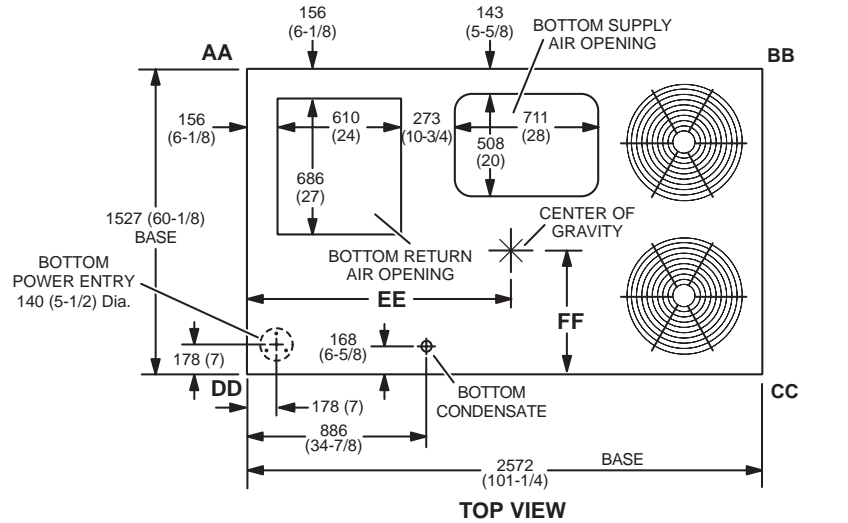 156
(6-1/8)
143
(5-5/8)
BOTTOM SUPPLY
AIR OPENING
AA
BB
156
(6-1/8)
610
(24)
273
(10-3/4)
711
(28)
508
(20)
686
(27)
1527 (60-1/8)
BASE
CENTER OF
GRAVITY
BOTTOM RETURN
AIR OPENING
BOTTOM
POWER ENTRY
140 (5-1/2) Dia.
EE
FF
168
(6-5/8)
178 (7)
DD
CC
BOTTOM
CONDENSATE
178 (7)
886
(34-7/8)
2572
(101-1/4)
BASE
TOP VIEW